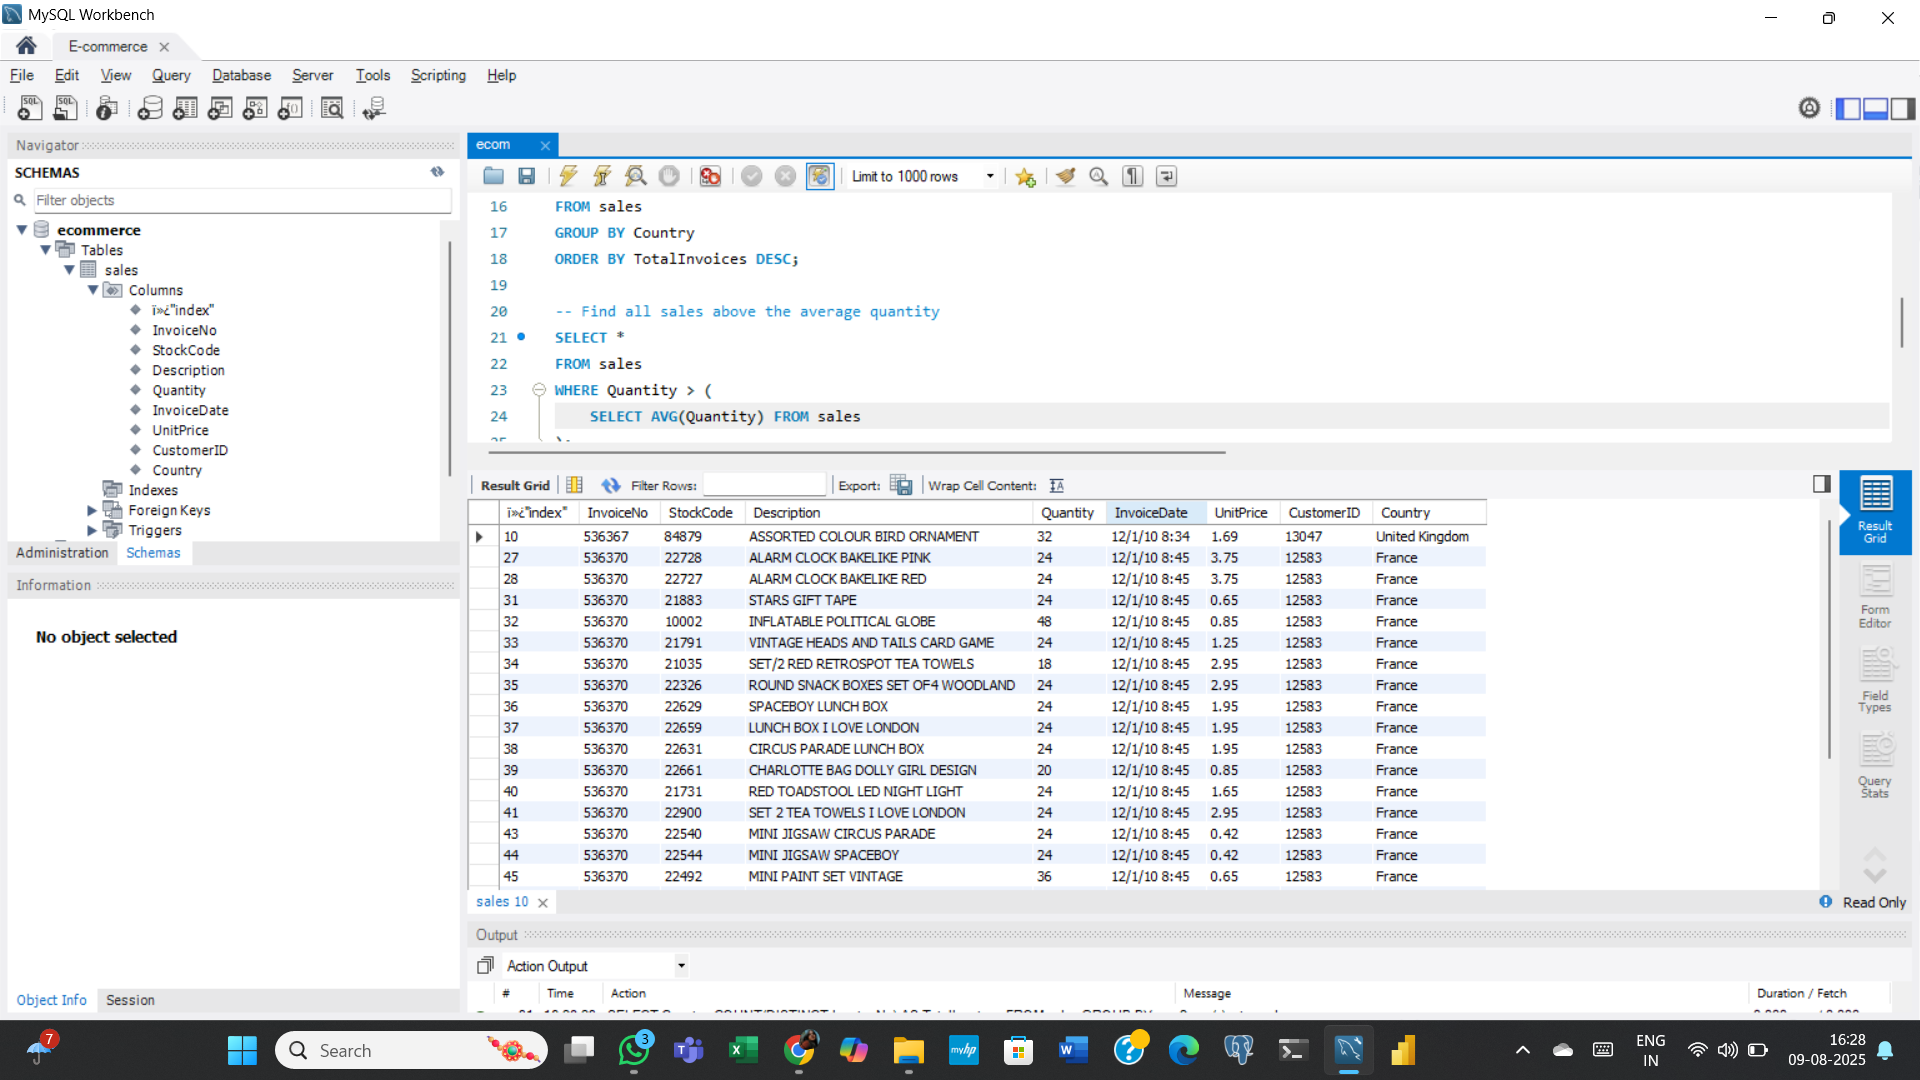 MySQL Workbench
E-commerce
File Edit View Query Database Server Tools Scripting Help
Navigator
SCHEMAS
Filter objects
ecommerce
Tables
sales
Columns
ï»¿"index"
InvoiceNo
StockCode
Description
Quantity
InvoiceDate
UnitPrice
CustomerID
Country
Indexes
Foreign Keys
Triggers
Administration Schemas
Information
No object selected
Object Info Session
ecom
Limit to 1000 rows
16 FROM sales
17 GROUP BY Country
18 ORDER BY TotalInvoices DESC;
19
20 -- Find all sales above the average quantity
21 SELECT *
22 FROM sales
23 WHERE Quantity > (
24 SELECT AVG(Quantity) FROM sales
Result Grid Filter Rows: Export: Wrap Cell Content:
ï»¿"index" InvoiceNo StockCode Description Quantity InvoiceDate UnitPrice CustomerID Country
10 536367 84879 ASSORTED COLOUR BIRD ORNAMENT 32 12/1/10 8:34 1.69 13047 United Kingdom
27 536370 22728 ALARM CLOCK BAKELIKE PINK 24 12/1/10 8:45 3.75 12583 France
28 536370 22727 ALARM CLOCK BAKELIKE RED 24 12/1/10 8:45 3.75 12583 France
31 536370 21883 STARS GIFT TAPE 24 12/1/10 8:45 0.65 12583 France
32 536370 10002 INFLATABLE POLITICAL GLOBE 48 12/1/10 8:45 0.85 12583 France
33 536370 21791 VINTAGE HEADS AND TAILS CARD GAME 24 12/1/10 8:45 1.25 12583 France
34 536370 21035 SET/2 RED RETROSPOT TEA TOWELS 18 12/1/10 8:45 2.95 12583 France
35 536370 22326 ROUND SNACK BOXES SET OF4 WOODLAND 24 12/1/10 8:45 2.95 12583 France
36 536370 22629 SPACEBOY LUNCH BOX 24 12/1/10 8:45 1.95 12583 France
37 536370 22659 LUNCH BOX I LOVE LONDON 24 12/1/10 8:45 1.95 12583 France
38 536370 22631 CIRCUS PARADE LUNCH BOX 24 12/1/10 8:45 1.95 12583 France
39 536370 22661 CHARLOTTE BAG DOLLY GIRL DESIGN 20 12/1/10 8:45 0.85 12583 France
40 536370 21731 RED TOADSTOOL LED NIGHT LIGHT 24 12/1/10 8:45 1.65 12583 France
41 536370 22900 SET 2 TEA TOWELS I LOVE LONDON 24 12/1/10 8:45 2.95 12583 France
43 536370 22540 MINI JIGSAW CIRCUS PARADE 24 12/1/10 8:45 0.42 12583 France
44 536370 22544 MINI JIGSAW SPACEBOY 24 12/1/10 8:45 0.42 12583 France
45 536370 22492 MINI PAINT SET VINTAGE 36 12/1/10 8:45 0.65 12583 France
Result
Grid
Form
Editor
Field
Types
Query
Stats
sales 10
Read Only
Output
Action Output
# Time Action Message Duration / Fetch
7
Search
3
myhp
ENG
IN
16:28
09-08-2025